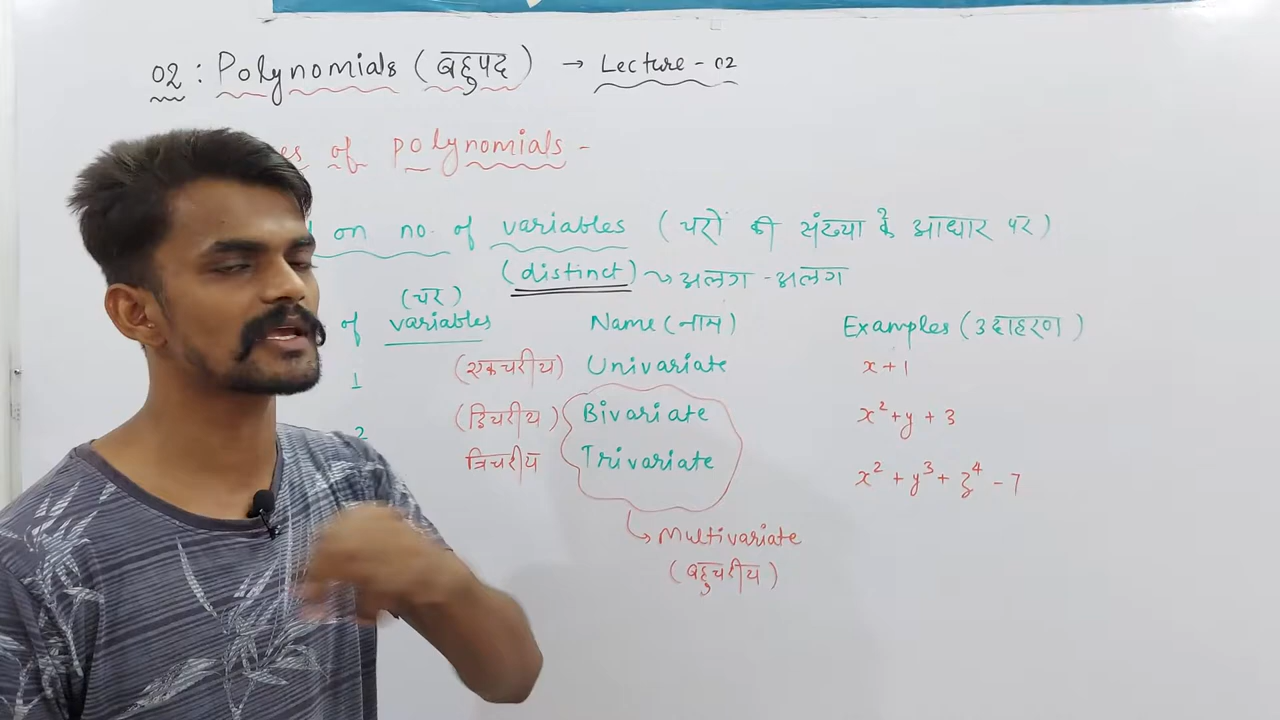 02 : Polynomials (बहुपद) → Lecture - 02
of polynomials -
on no. of variables (चरों की संख्या के आधार पर)
(distinct) ↝ अलग - अलग
(चर)
of variables Name (नाम) Examples (उदाहरण)
1 (एकचरीय) Univariate x + 1
2 (द्विचरीय) Bivariate x² + y + 3
त्रिचरीय Trivariate x² + y³ + z⁴ - 7
↳ Multivariate
(बहुचरीय)